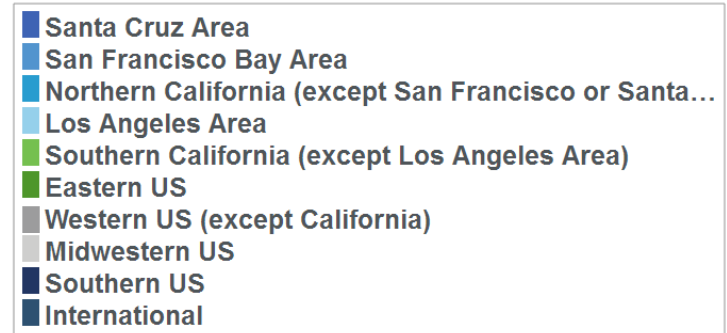 Santa Cruz Area
San Francisco Bay Area
Northern California (except San Francisco or Santa…
Los Angeles Area
Southern California (except Los Angeles Area)
Eastern US
Western US (except California)
Midwestern US
Southern US
International